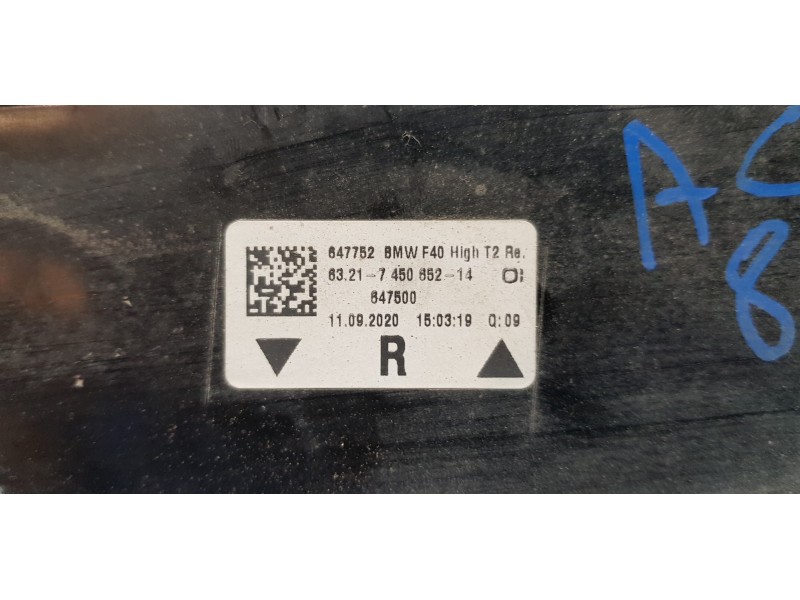 647752 BMW F40 High T2 Re.
63.21-7 450 652-14
647500
11.09.2020 15:03:19 Q: 09
R
8